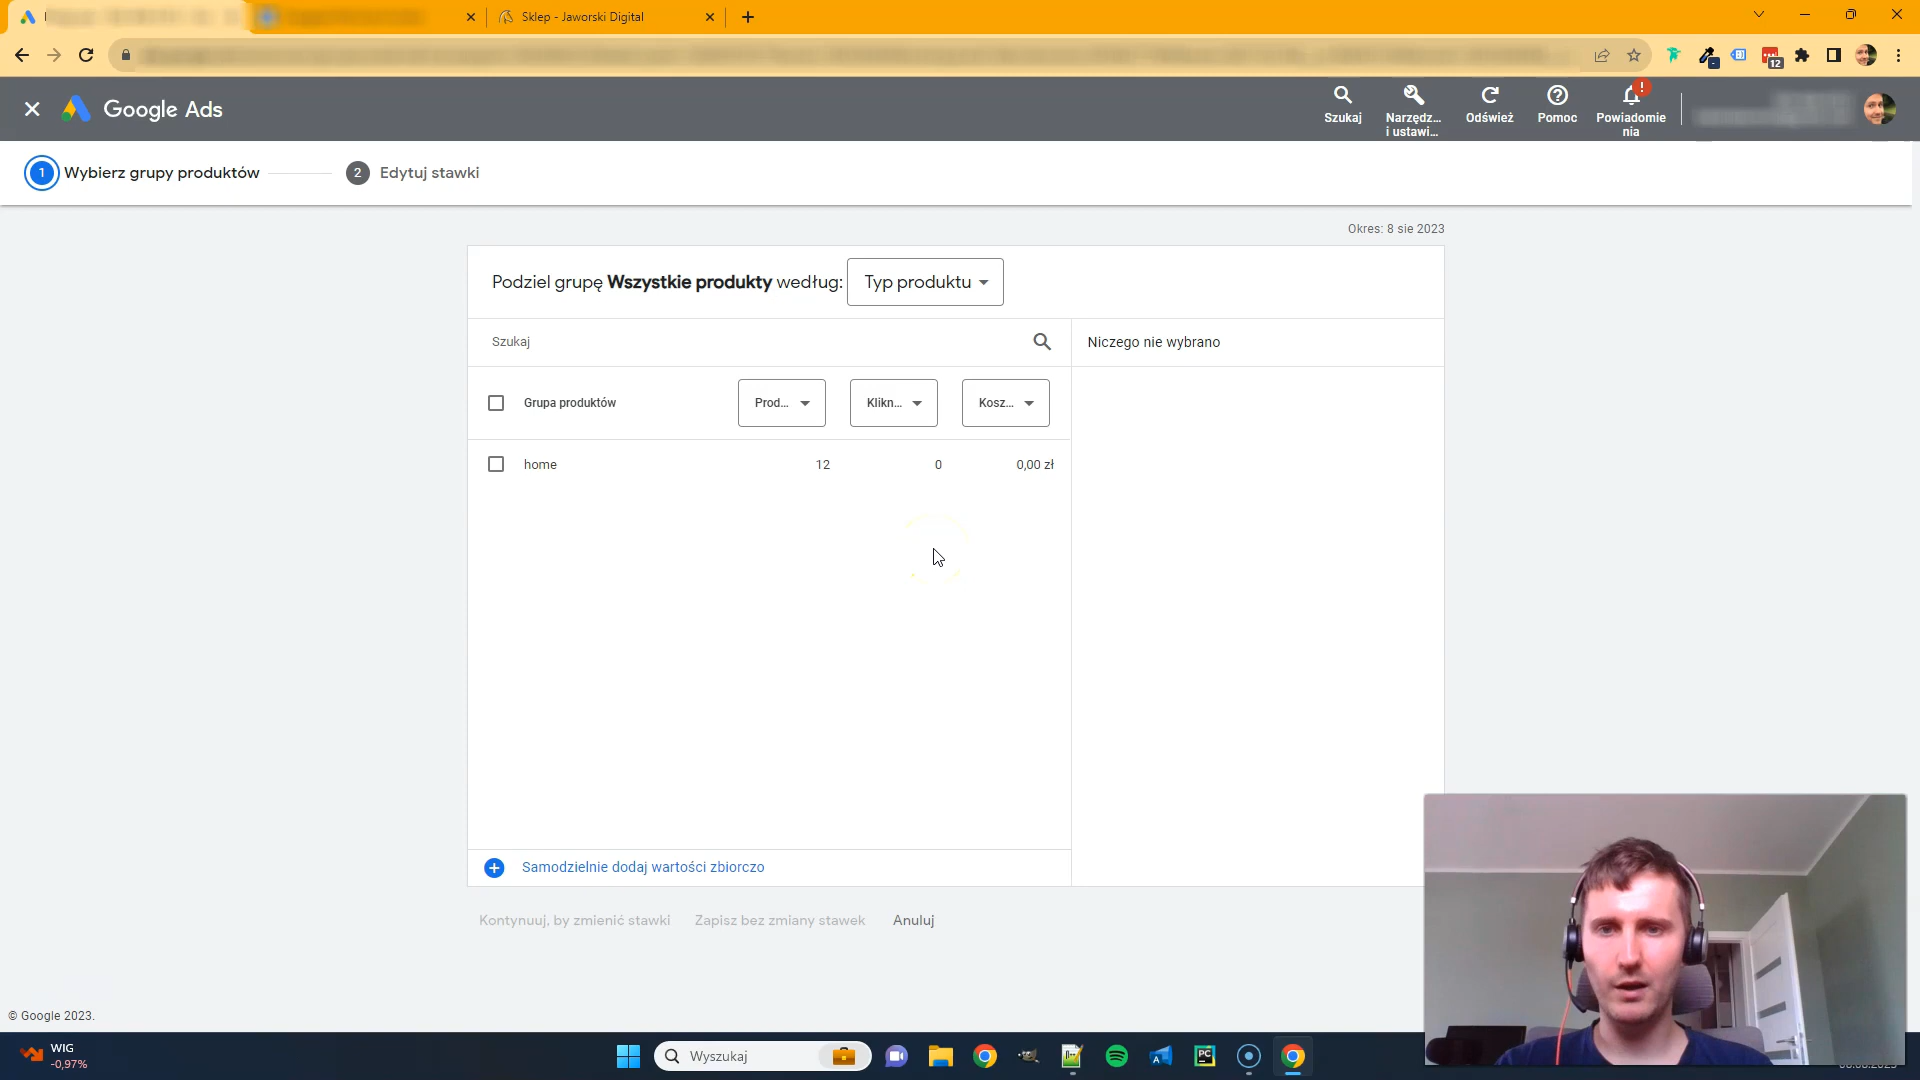 Sklep - Jaworski Digital
12
Google Ads
Szukaj
Narzędz...
i ustawi...
Odśwież
Pomoc
Powiadomie
nia
1 Wybierz grupy produktów
2 Edytuj stawki
Okres: 8 sie 2023
Podziel grupę Wszystkie produkty według: Typ produktu
Szukaj
Niczego nie wybrano
Grupa produktów Prod... Klikn... Kosz...
home 12 0 0,00 zł
Samodzielnie dodaj wartości zbiorczo
Kontynuuj, by zmienić stawki Zapisz bez zmiany stawek Anuluj
© Google 2023.
WIG
-0,97%
Wyszukaj